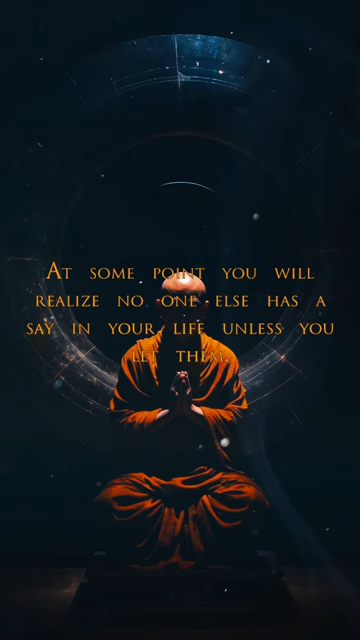 At some point you will
realize no one else has a
say in your life unless you
let them.